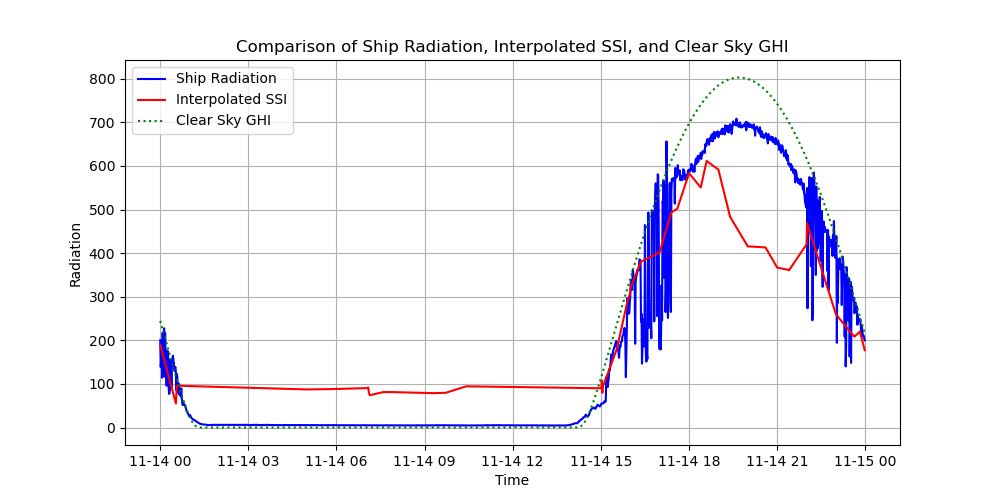 Comparison of Ship Radiation, Interpolated SSI, and Clear Sky GHI
Ship Radiation
Interpolated SSI
Clear Sky GHI
800
700
600
500
400
300
200
100
0
Radiation
11-14 00 11-14 03 11-14 06 11-14 09 11-14 12 11-14 15 11-14 18 11-14 21 11-15 00
Time